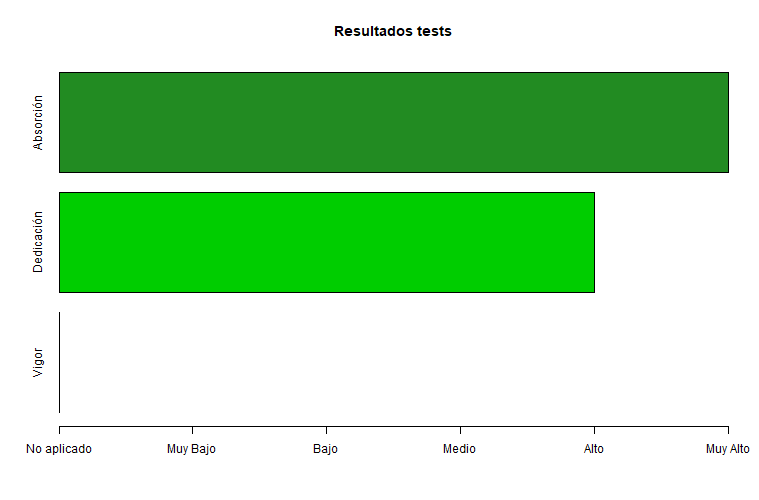 Resultados tests
Absorción
Dedicación
Vigor
No aplicado
Muy Bajo
Bajo
Medio
Alto
Muy Alto